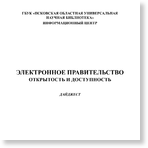 ГБУК «ПСКОВСКАЯ ОБЛАСТНАЯ УНИВЕРСАЛЬНАЯ
НАУЧНАЯ БИБЛИОТЕКА»
ИНФОРМАЦИОННЫЙ ЦЕНТР
ЭЛЕКТРОННОЕ ПРАВИТЕЛЬСТВО
ОТКРЫТОСТЬ И ДОСТУПНОСТЬ
ДАЙДЖЕСТ